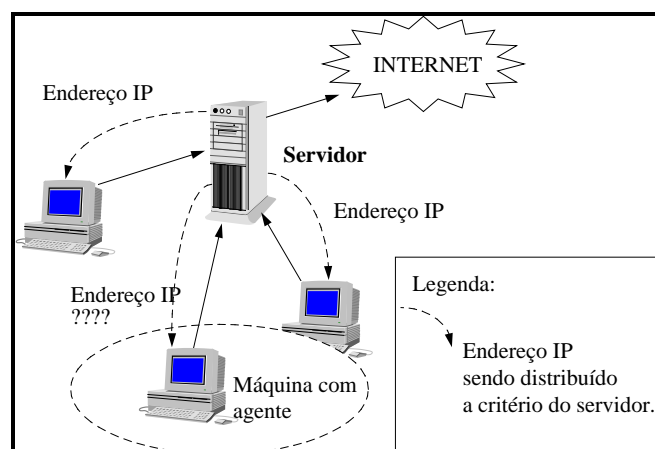 INTERNET
Endereço IP
Servidor
Endereço IP
Endereço IP
????
Máquina com
agente
Legenda:
Endereço IP
sendo distribuído
a critério do servidor.